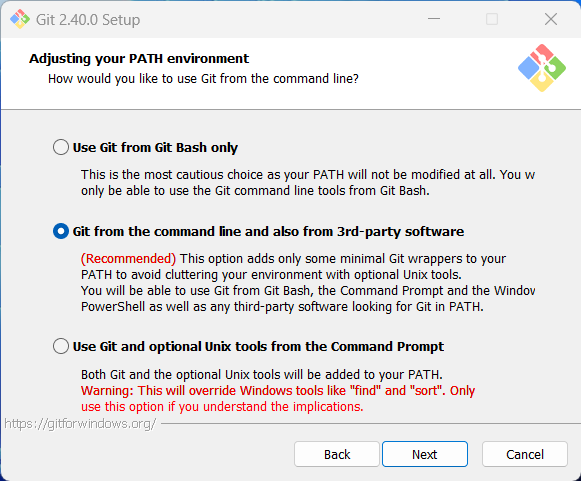 Git 2.40.0 Setup
Adjusting your PATH environment
How would you like to use Git from the command line?
Use Git from Git Bash only
This is the most cautious choice as your PATH will not be modified at all. You w
only be able to use the Git command line tools from Git Bash.
Git from the command line and also from 3rd-party software
(Recommended) This option adds only some minimal Git wrappers to your
PATH to avoid cluttering your environment with optional Unix tools.
You will be able to use Git from Git Bash, the Command Prompt and the Window
PowerShell as well as any third-party software looking for Git in PATH.
Use Git and optional Unix tools from the Command Prompt
Both Git and the optional Unix tools will be added to your PATH.
Warning: This will override Windows tools like "find" and "sort". Only
use this option if you understand the implications.
https://gitforwindows.org/
Back Next Cancel